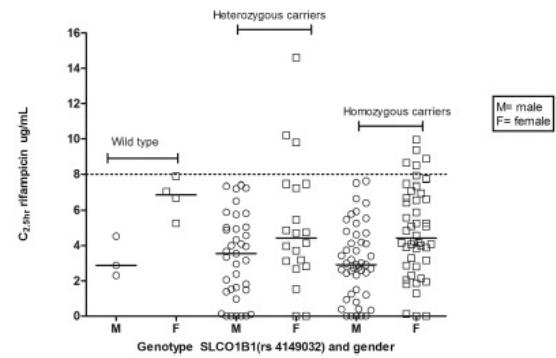 Heterozygous carriers
16
14
12
10
8
6
4
2
0
C2.5hr rifampicin ug/mL
Wild type
Homozygous carriers
M= male
F= female
M F M F M F
Genotype SLCO1B1(rs 4149032) and gender